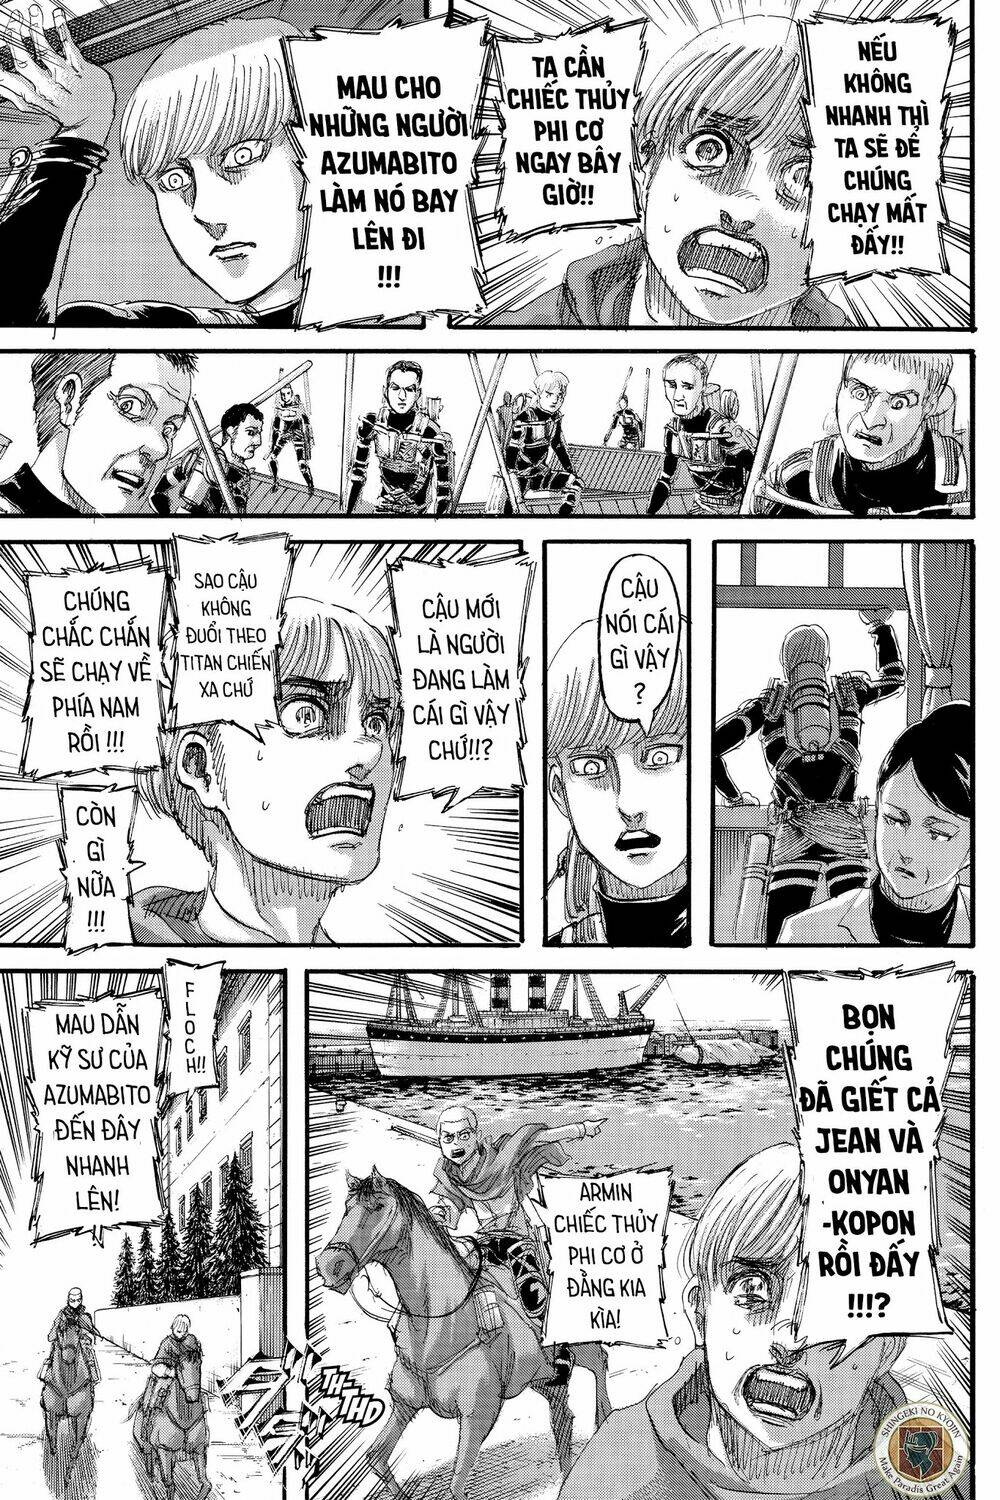 NẾU
KHÔNG
NHANH THÌ
TA SẼ ĐỂ
CHÚNG
CHẠY MẤT
ĐẤY!!
TA CẦN
CHIẾC THỦY
PHI CƠ
NGAY BÂY
GIỜ!!
MAU CHO
NHỮNG NGƯỜI
AZUMABITO
LÀM NÓ BAY
LÊN ĐI
!!!
CẬU
NÓI CÁI
GÌ VẬY
?
CẬU MỚI
LÀ NGƯỜI
ĐANG LÀM
CÁI GÌ VẬY
CHỨ!!?
SAO CẬU
KHÔNG
ĐUỔI THEO
TITAN CHIẾN
XA CHỨ
CHÚNG
CHẮC CHẮN
SẼ CHẠY VỀ
PHÍA NAM
RỒI !!!
CÒN
GÌ
NỮA
!!!
BỌN
CHÚNG
ĐÃ GIẾT CẢ
JEAN VÀ
ONYAN
-KOPON
RỒI ĐẤY
!!!?
ARMIN
CHIẾC THỦY
PHI CƠ Ở
ĐẰNG KIA
KÌA!
TH-
THD
FLOCH!!
MAU DẪN
KỸ SƯ CỦA
AZUMABITO
ĐẾN ĐÂY
NHANH
LÊN!
SHINGEKI NO KYOJIN
Make Paradis Great Again